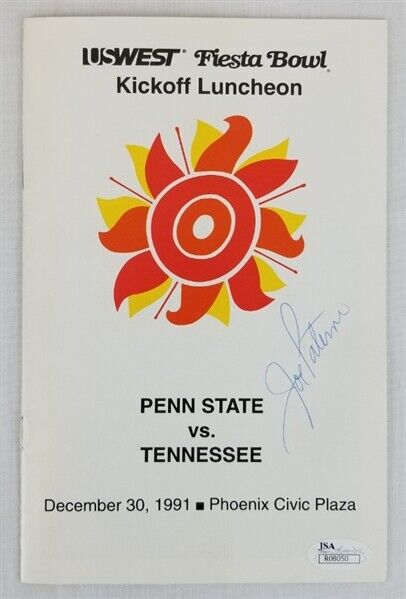 USWEST® Fiesta Bowl®
Kickoff Luncheon
Joe Paterno
PENN STATE
vs.
TENNESSEE
December 30, 1991 ■ Phoenix Civic Plaza
JSA
R08050